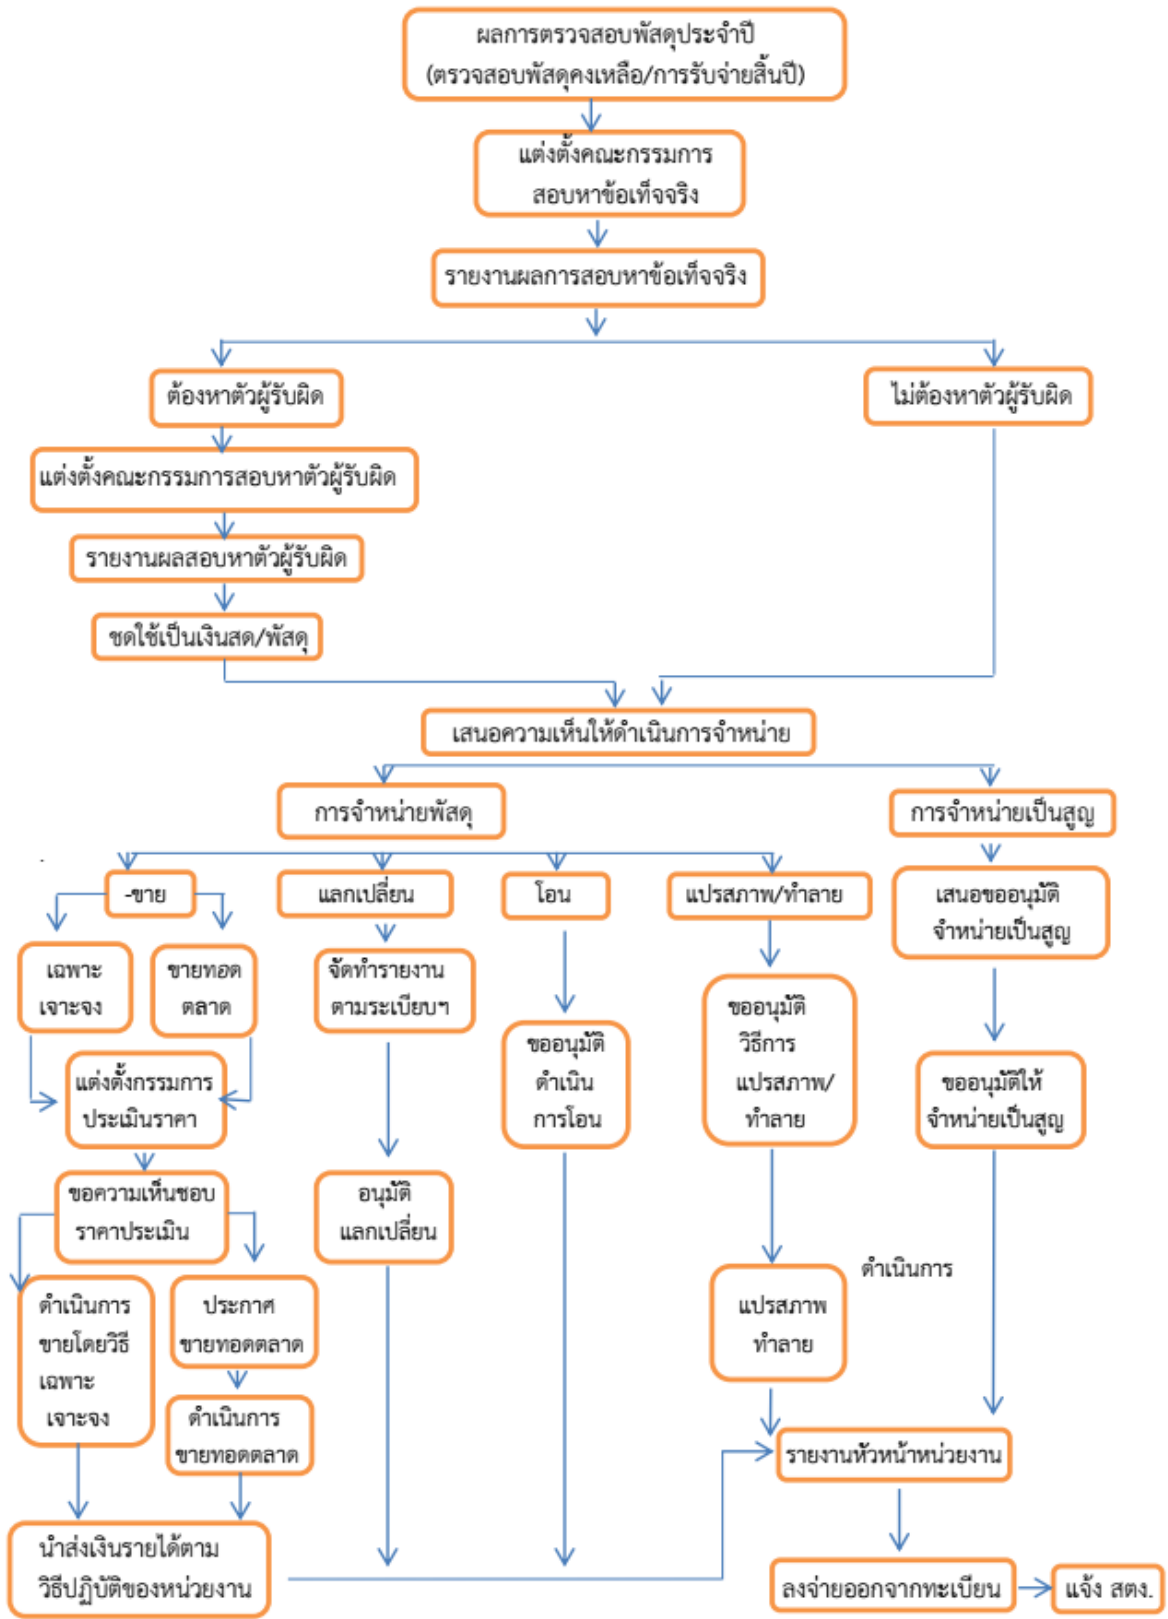 ผลการตรวจสอบพัสดุประจำปี
(ตรวจสอบพัสดุคงเหลือ/การรับจ่ายสิ้นปี)
แต่งตั้งคณะกรรมการ
สอบหาข้อเท็จจริง
รายงานผลการสอบหาข้อเท็จจริง
ต้องหาตัวผู้รับผิด
ไม่ต้องหาตัวผู้รับผิด
แต่งตั้งคณะกรรมการสอบหาตัวผู้รับผิด
รายงานผลสอบหาตัวผู้รับผิด
ชดใช้เป็นเงินสด/พัสดุ
เสนอความเห็นให้ดำเนินการจำหน่าย
การจำหน่ายพัสดุ
การจำหน่ายเป็นสูญ
-ขาย
แลกเปลี่ยน
โอน
แปรสภาพ/ทำลาย
เสนอขออนุมัติ
จำหน่ายเป็นสูญ
เฉพาะ
เจาะจง
ขายทอด
ตลาด
จัดทำรายงาน
ตามระเบียบฯ
ขออนุมัติ
ดำเนิน
การโอน
ขออนุมัติ
วิธีการ
แปรสภาพ/
ทำลาย
ขออนุมัติให้
จำหน่ายเป็นสูญ
แต่งตั้งกรรมการ
ประเมินราคา
ขอความเห็นชอบ
ราคาประเมิน
อนุมัติ
แลกเปลี่ยน
ดำเนินการ
แปรสภาพ
ทำลาย
ดำเนินการ
ขายโดยวิธี
เฉพาะ
เจาะจง
ประกาศ
ขายทอดตลาด
ดำเนินการ
ขายทอดตลาด
รายงานหัวหน้าหน่วยงาน
นำส่งเงินรายได้ตาม
วิธีปฏิบัติของหน่วยงาน
ลงจ่ายออกจากทะเบียน
แจ้ง สตง.